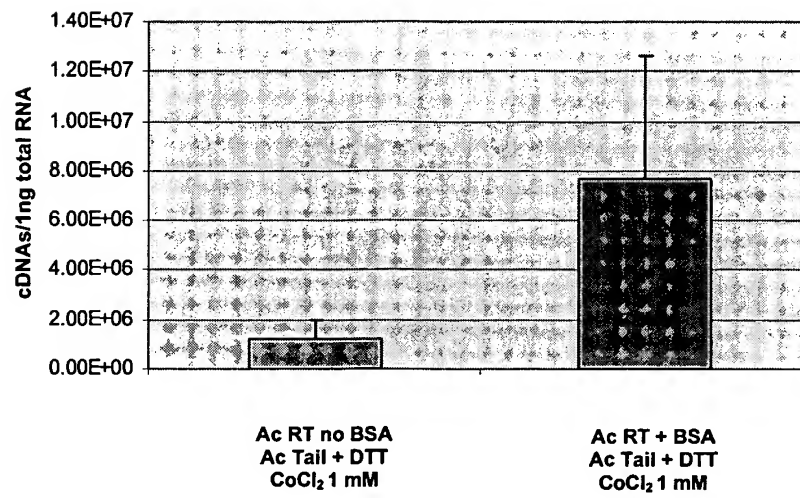 1.40E+07
1.20E+07
1.00E+07
8.00E+06
6.00E+06
4.00E+06
2.00E+06
0.00E+00
cDNAs/1ng total RNA
Ac RT no BSA
Ac Tail + DTT
CoCl₂ 1 mM
Ac RT + BSA
Ac Tail + DTT
CoCl₂ 1 mM